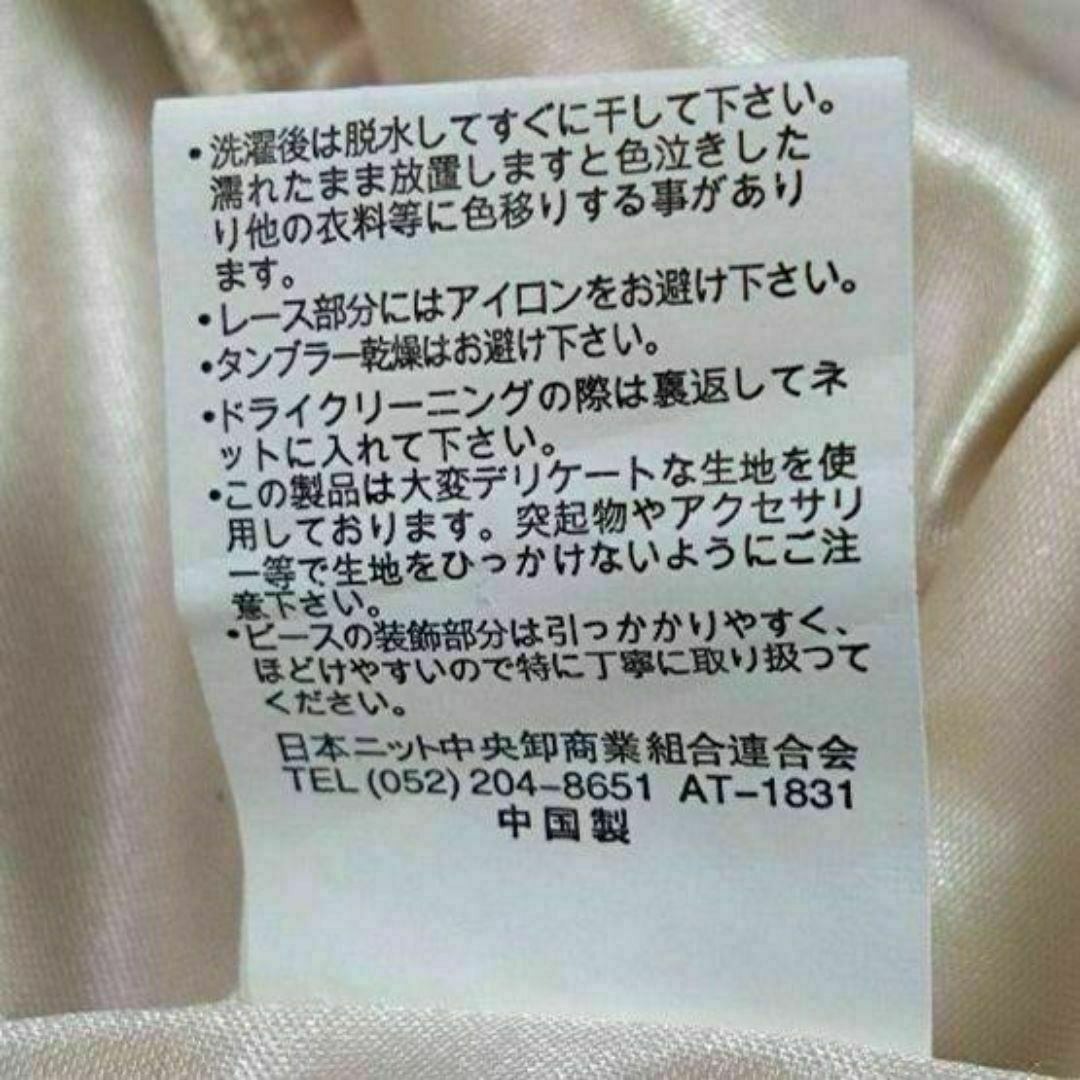 ・洗濯後は脱水してすぐに干して下さい。
濡れたまま放置しますと色泣きした
り他の衣料等に色移りする事があり
ます。
・レース部分にはアイロンをお避け下さい。
・タンブラー乾燥はお避け下さい。
・ドライクリーニングの際は裏返してネ
ットに入れて下さい。
・この製品は大変デリケートな生地を使
用しております。突起物やアクセサリ
ー等で生地をひっかけないようにご注
意下さい。
・ビースの装飾部分は引っかかりやすく、
ほどけやすいので特に丁寧に取り扱つて
ください。
日本ニット中央卸商業組合連合会
TEL(052)204-8651 AT-1831
中国製